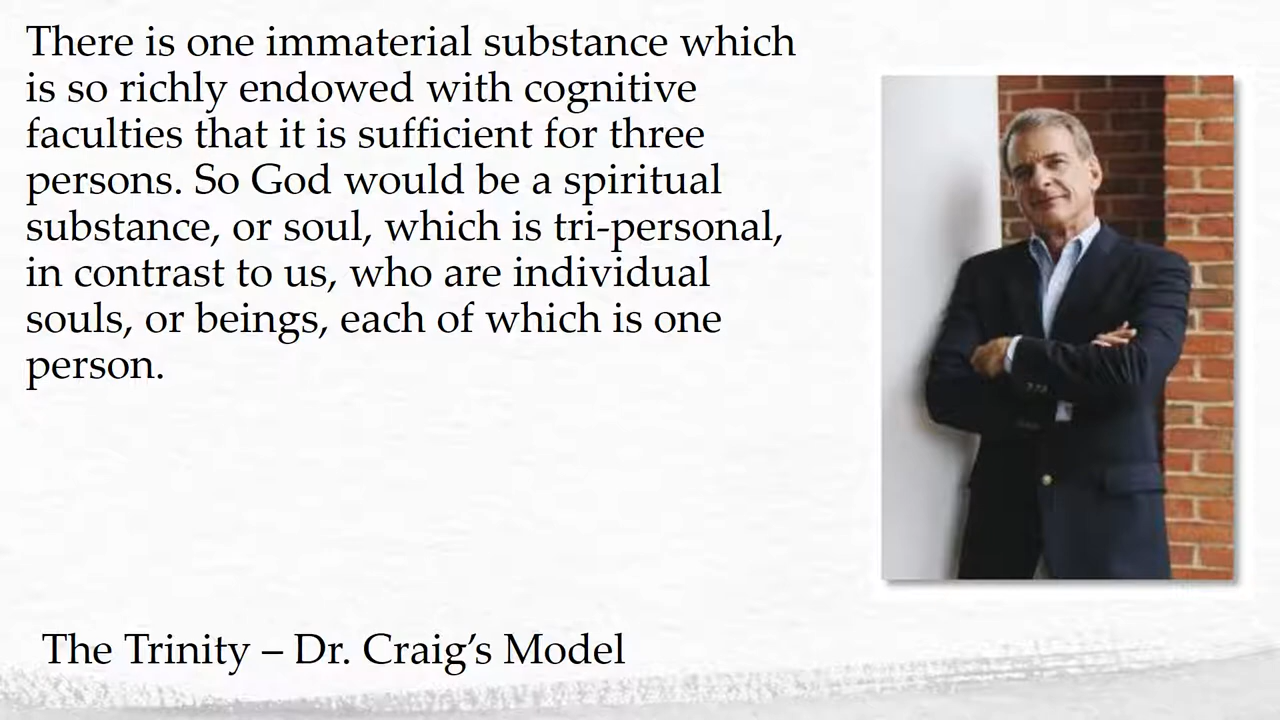 There is one immaterial substance which
is so richly endowed with cognitive
faculties that it is sufficient for three
persons. So God would be a spiritual
substance, or soul, which is tri-personal,
in contrast to us, who are individual
souls, or beings, each of which is one
person.
The Trinity – Dr. Craig’s Model